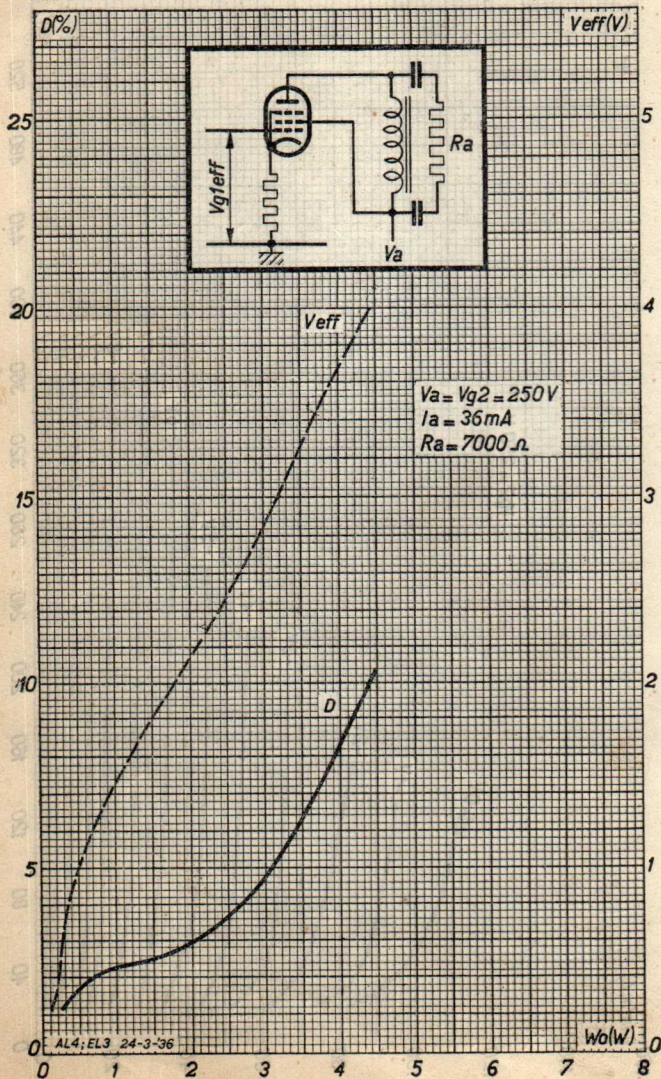 D(%)
Veff(V)
25
5
Vg1eff
Ra
Va
20
4
Veff
Va = Vg2 = 250V
Ia = 36mA
Ra = 7000 Ω
15
3
10
2
D
5
1
0
AL4; EL3 24-3-36
Wo(W)
0
0 1 2 3 4 5 6 7 8